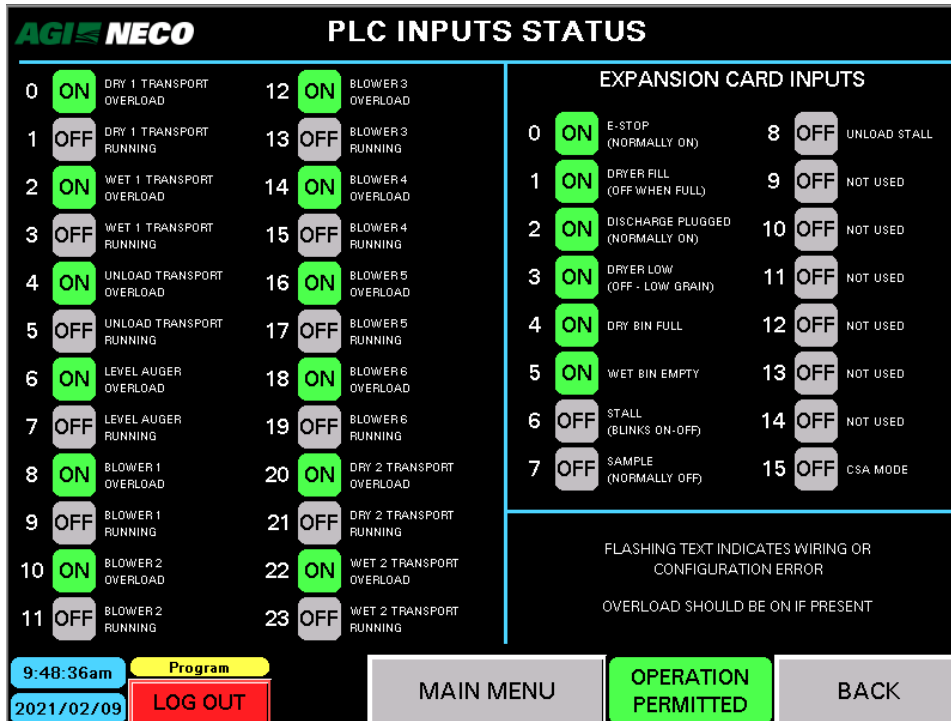 AGI NECO
PLC INPUTS STATUS
0 ON DRY 1 TRANSPORT
OVERLOAD
1 OFF DRY 1 TRANSPORT
RUNNING
2 ON WET 1 TRANSPORT
OVERLOAD
3 OFF WET 1 TRANSPORT
RUNNING
4 ON UNLOAD TRANSPORT
OVERLOAD
5 OFF UNLOAD TRANSPORT
RUNNING
6 ON LEVEL AUGER
OVERLOAD
7 OFF LEVEL AUGER
RUNNING
8 ON BLOWER 1
OVERLOAD
9 OFF BLOWER 1
RUNNING
10 ON BLOWER 2
OVERLOAD
11 OFF BLOWER 2
RUNNING
12 ON BLOWER 3
OVERLOAD
13 OFF BLOWER 3
RUNNING
14 ON BLOWER 4
OVERLOAD
15 OFF BLOWER 4
RUNNING
16 ON BLOWER 5
OVERLOAD
17 OFF BLOWER 5
RUNNING
18 ON BLOWER 6
OVERLOAD
19 OFF BLOWER 6
RUNNING
20 ON DRY 2 TRANSPORT
OVERLOAD
21 OFF DRY 2 TRANSPORT
RUNNING
22 ON WET 2 TRANSPORT
OVERLOAD
23 OFF WET 2 TRANSPORT
RUNNING
EXPANSION CARD INPUTS
0 ON E-STOP
(NORMALLY ON)
1 ON DRYER FILL
(OFF WHEN FULL)
2 ON DISCHARGE PLUGGED
(NORMALLY ON)
3 ON DRYER LOW
(OFF - LOW GRAIN)
4 ON DRY BIN FULL
5 ON WET BIN EMPTY
6 OFF STALL
(BLINKS ON-OFF)
7 OFF SAMPLE
(NORMALLY OFF)
8 OFF UNLOAD STALL
9 OFF NOT USED
10 OFF NOT USED
11 OFF NOT USED
12 OFF NOT USED
13 OFF NOT USED
14 OFF NOT USED
15 OFF CSA MODE
FLASHING TEXT INDICATES WIRING OR
CONFIGURATION ERROR
OVERLOAD SHOULD BE ON IF PRESENT
9:48:36am
2021/02/09
Program
LOG OUT
MAIN MENU
OPERATION
PERMITTED
BACK